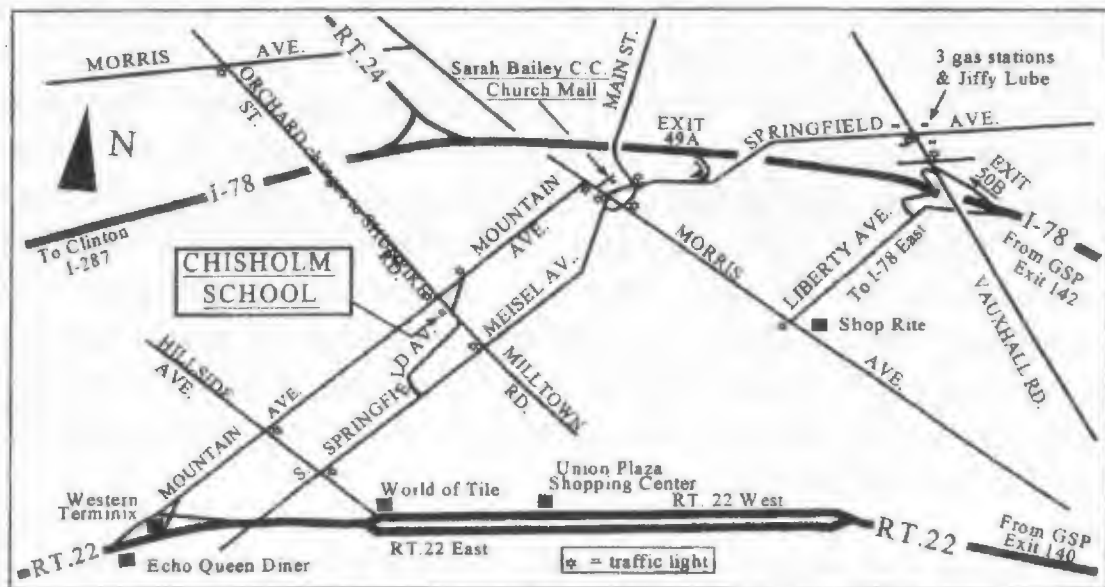 MORRIS AVE.
RT.24
ORCHARD
ST.
Sarah Bailey C.C.
Church Mall
MAIN ST.
3 gas stations
& Jiffy Lube
EXIT
49A
SPRINGFIELD AVE.
N
EXIT
50B
I-78
To Clinton
I-287
I-78
From GSP
Exit 142
MOUNTAIN
AVE.
MORRIS
AVE.
LIBERTY AVE.
To I-78 East
VAUXHALL RD.
CHISHOLM
SCHOOL
SHUNPIKE
RD.
MEISEL AV..
Shop Rite
HILLSIDE
AVE.
MILLTOWN
RD.
S. SPRINGFIELD AV.
MOUNTAIN AVE.
Western
Terminix
World of Tile
Union Plaza
Shopping Center
RT. 22 West
RT.22
RT.22 East
RT.22
From GSP
Exit 140
Echo Queen Diner
= traffic light